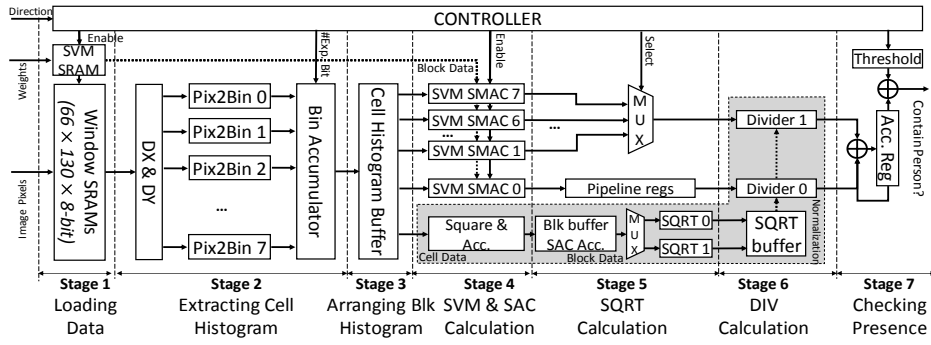 Direction
CONTROLLER
Enable
#Exp. Bit
Enable
Select
SVM
SRAM
Weights
Block Data
Threshold
Image Pixels
Window SRAMs
(66 × 130 × 8-bit)
DX & DY
Pix2Bin 0
Pix2Bin 1
Pix2Bin 2
...
Pix2Bin 7
Bin Accumulator
Cell Histogram Buffer
SVM SMAC 7
SVM SMAC 6
...
...
...
SVM SMAC 1
SVM SMAC 0
MUX
Pipeline regs
Divider 1
Divider 0
Acc. Reg
Contain Person?
Square &
Acc.
Cell Data
Blk buffer
SAC Acc.
Block Data
MUX
SQRT 0
SQRT 1
SQRT
buffer
Normalization
Stage 1
Loading
Data
Stage 2
Extracting Cell
Histogram
Stage 3
Arranging Blk
Histogram
Stage 4
SVM & SAC
Calculation
Stage 5
SQRT
Calculation
Stage 6
DIV
Calculation
Stage 7
Checking
Presence